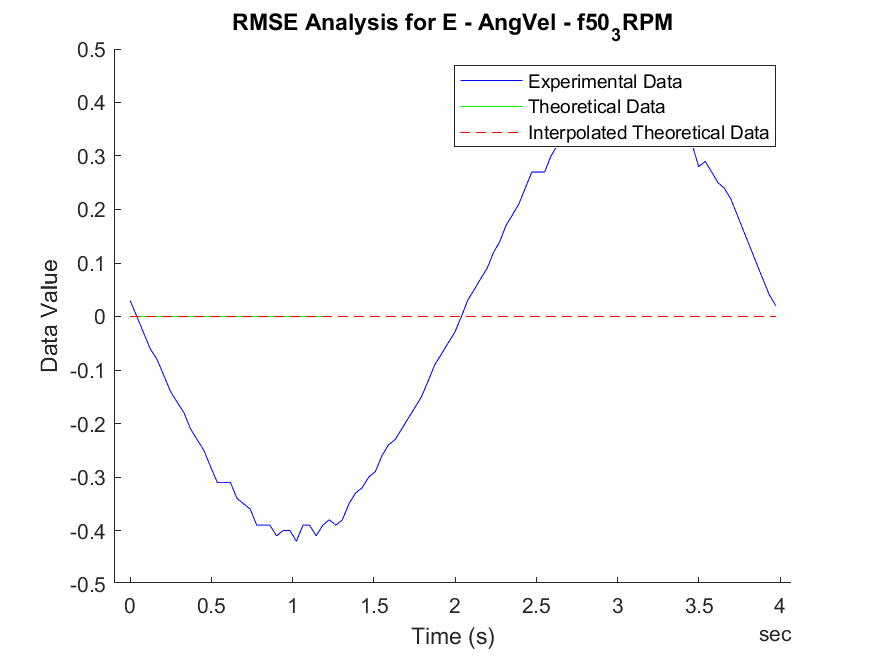 RMSE Analysis for E - AngVel - f50₃RPM
Experimental Data
Theoretical Data
Interpolated Theoretical Data
0.5
0.4
0.3
0.2
0.1
0
-0.1
-0.2
-0.3
-0.4
-0.5
Data Value
0 0.5 1 1.5 2 2.5 3 3.5 4
sec
Time (s)